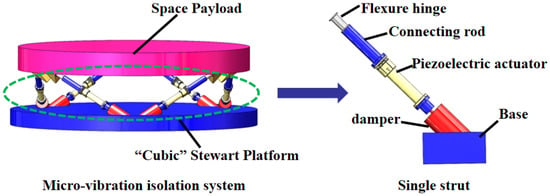 Space Payload
Flexure hinge
Connecting rod
Piezoelectric actuator
damper
Base
“Cubic” Stewart Platform
Micro-vibration isolation system
Single strut